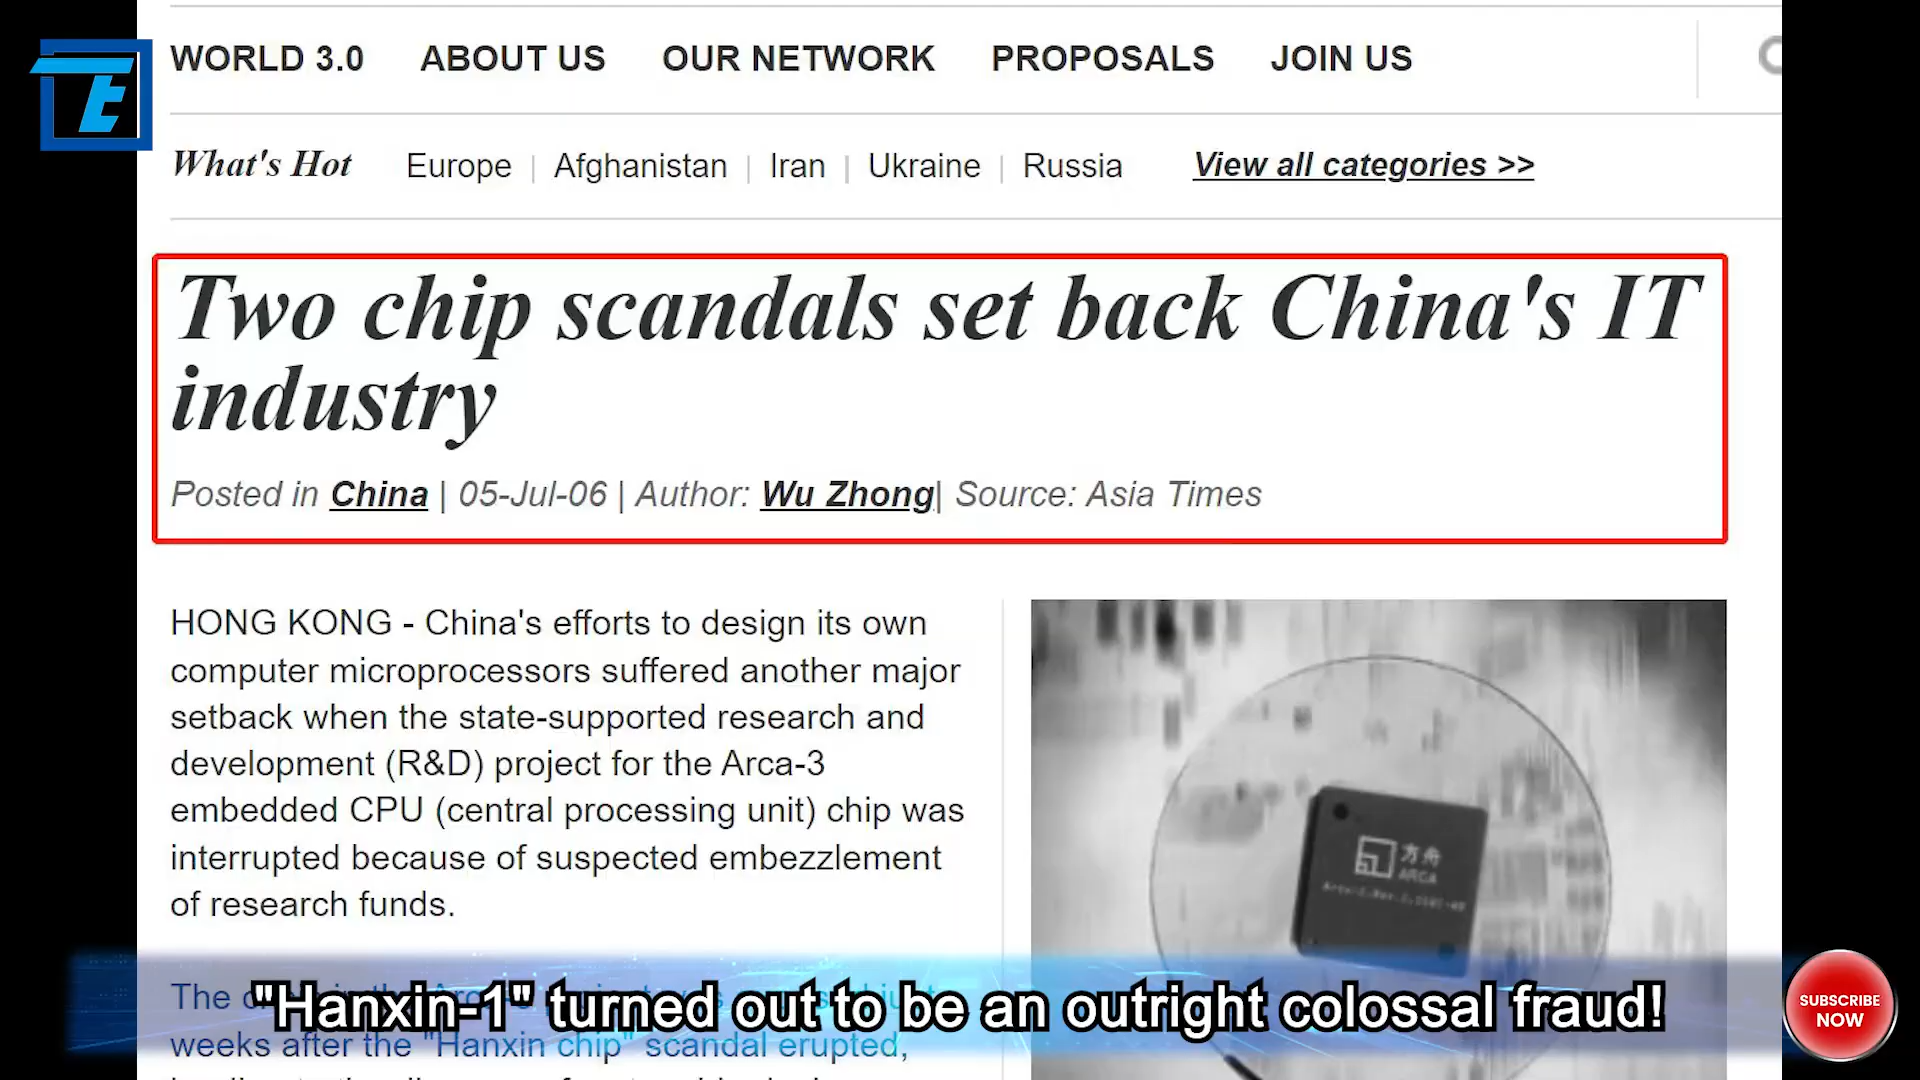 WORLD 3.0 ABOUT US OUR NETWORK PROPOSALS JOIN US
TE
What's Hot Europe | Afghanistan | Iran | Ukraine | Russia View all categories >>
Two chip scandals set back China's IT
industry
Posted in China | 05-Jul-06 | Author: Wu Zhong| Source: Asia Times
HONG KONG - China's efforts to design its own
computer microprocessors suffered another major
setback when the state-supported research and
development (R&D) project for the Arca-3
embedded CPU (central processing unit) chip was
interrupted because of suspected embezzlement
of research funds.
方舟
ARCA
The
"Hanxin-1" turned out to be an outright colossal fraud!
weeks after the "Hanxin chip" scandal erupted,
SUBSCRIBE
NOW